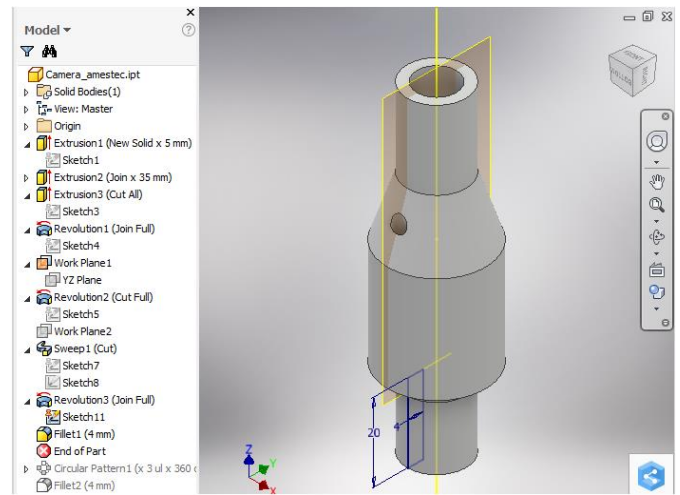 Model
Camera_amestec.ipt
Solid Bodies(1)
View: Master
Origin
Extrusion1 (New Solid x 5 mm)
Sketch1
Extrusion2 (Join x 35 mm)
Extrusion3 (Cut All)
Sketch3
Revolution1 (Join Full)
Sketch4
Work Plane1
YZ Plane
Revolution2 (Cut Full)
Sketch5
Work Plane2
Sweep1 (Cut)
Sketch7
Sketch8
Revolution3 (Join Full)
Sketch11
Fillet1 (4 mm)
End of Part
Circular Pattern1 (x 3 ul x 360
Fillet2 (4 mm)
FRONT
20
4
Z
Y
X